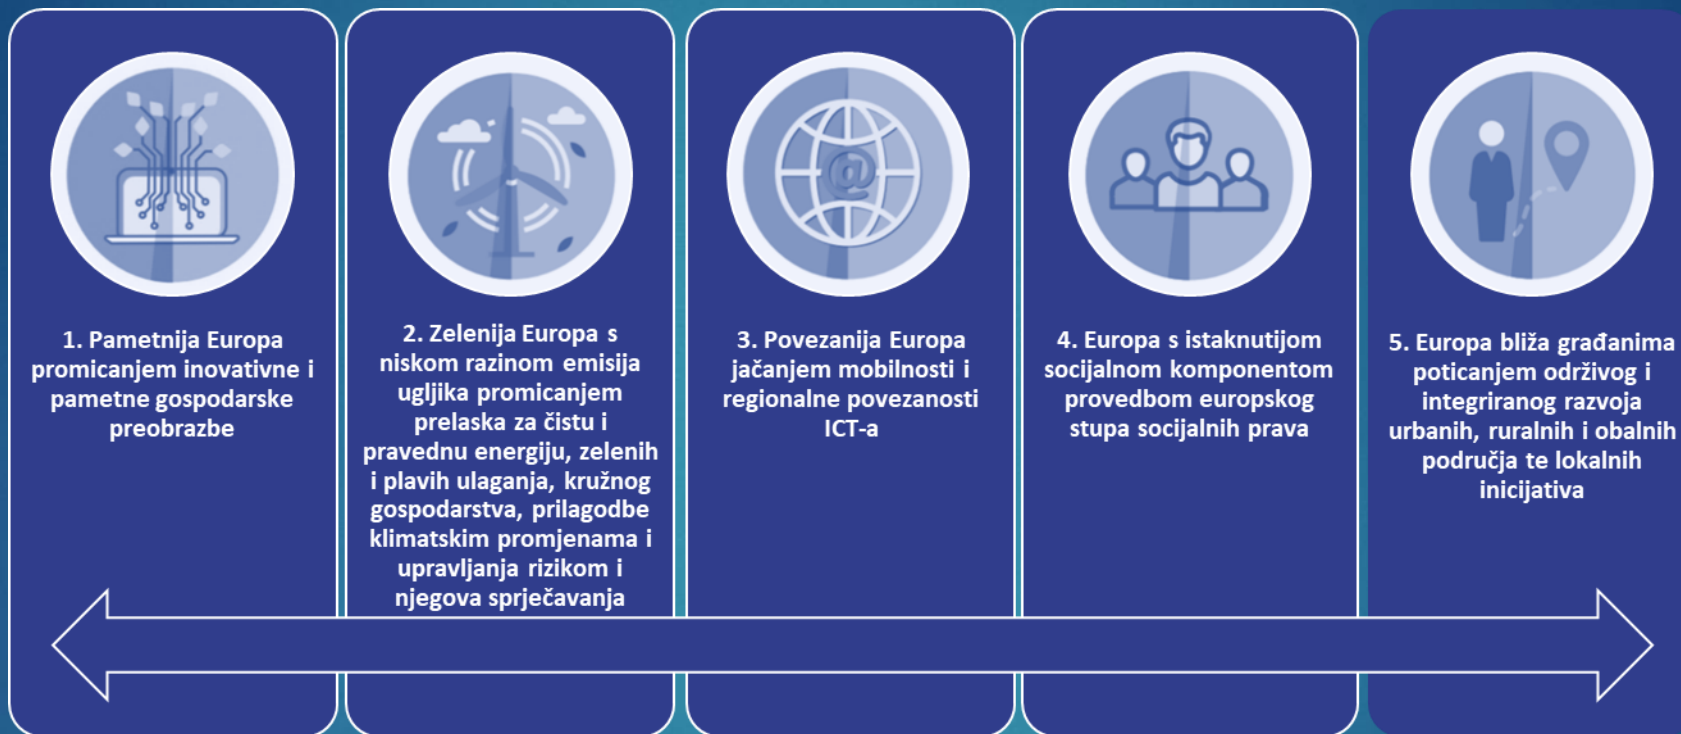 1. Pametnija Europa
promicanjem inovativne i
pametne gospodarske
preobrazbe
2. Zelenija Europa s
niskom razinom emisija
ugljika promicanjem
prelaska za čistu i
pravednu energiju, zelenih
i plavih ulaganja, kružnog
gospodarstva, prilagodbe
klimatskim promjenama i
upravljanja rizikom i
njegova sprječavanja
@
3. Povezanija Europa
jačanjem mobilnosti i
regionalne povezanosti
ICT-a
4. Europa s istaknutijom
socijalnom komponentom
provedbom europskog
stupa socijalnih prava
5. Europa bliža građanima
poticanjem održivog i
integriranog razvoja
urbanih, ruralnih i obalnih
područja te lokalnih
inicijativa